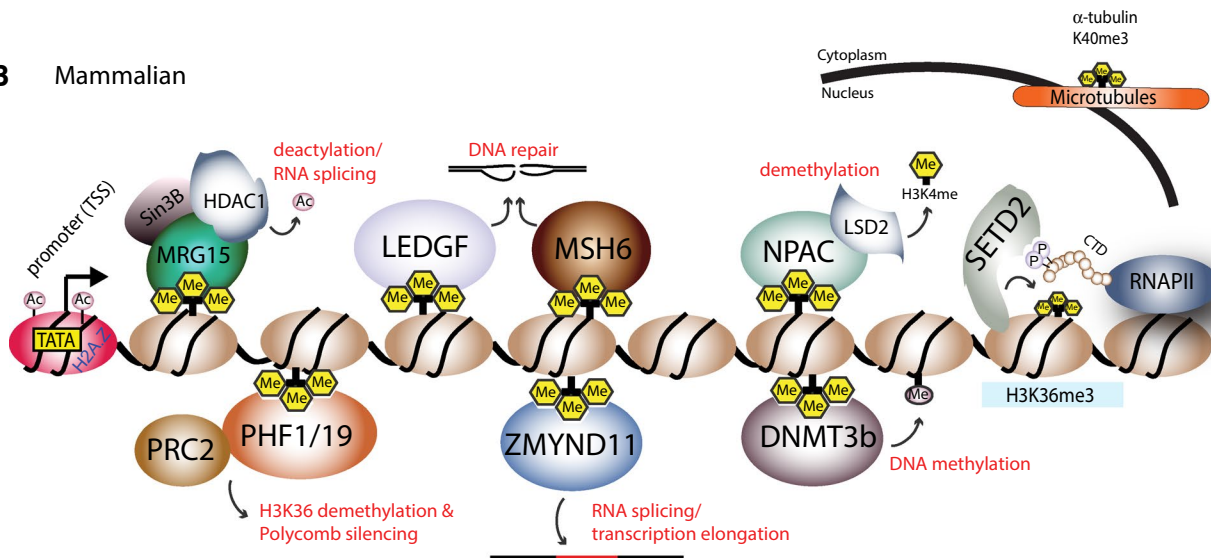 B Mammalian
α-tubulin
K40me3
Cytoplasm
Nucleus
Me
Me
Me
Microtubules
promoter (TSS)
Ac
Ac
TATA
H2A.Z
Sin3B
HDAC1
MRG15
deactylation/
RNA splicing
Ac
Me
Me
Me
DNA repair
LEDGF
Me
Me
Me
MSH6
Me
Me
Me
demethylation
Me
H3K4me
NPAC
LSD2
Me
Me
Me
SETD2
P
P
CTD
RNAPII
Me
Me
Me
H3K36me3
Me
Me
Me
PRC2
PHF1/19
H3K36 demethylation &
Polycomb silencing
Me
Me
Me
ZMYND11
RNA splicing/
transcription elongation
Me
Me
Me
DNMT3b
Me
DNA methylation